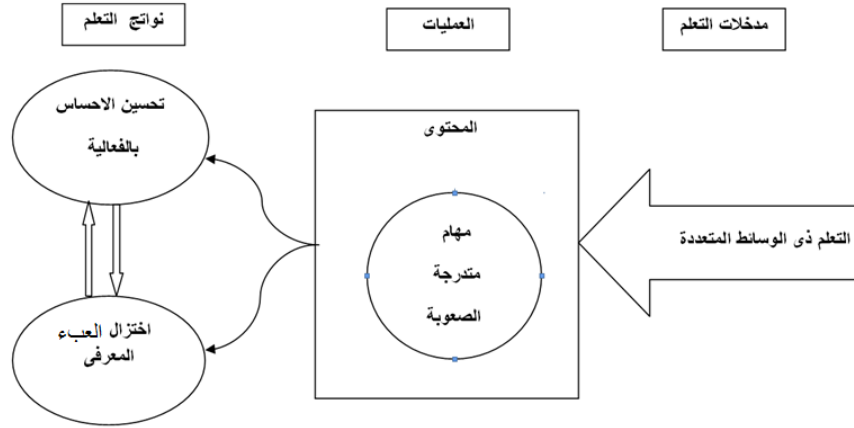 مدخلات التعلم
العمليات
نواتج التعلم
التعلم ذى الوسائط المتعددة
المحتوى
مهام
متدرجة
الصعوبة
تحسين الاحساس
بالفعالية
اختزال العبء
المعرفى